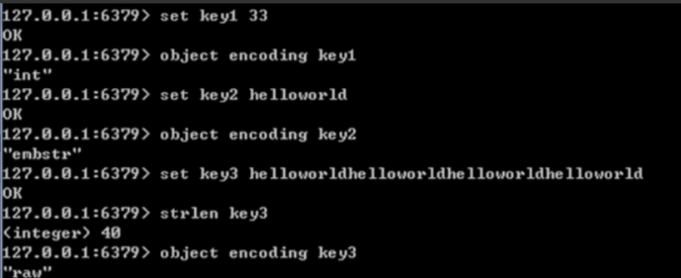 127.0.0.1:6379> set key1 33
OK
127.0.0.1:6379> object encoding key1
"int"
127.0.0.1:6379> set key2 helloworld
OK
127.0.0.1:6379> object encoding key2
"embstr"
127.0.0.1:6379> set key3 helloworldhelloworldhelloworldhelloworld
OK
127.0.0.1:6379> strlen key3
(integer) 40
127.0.0.1:6379> object encoding key3
"raw"